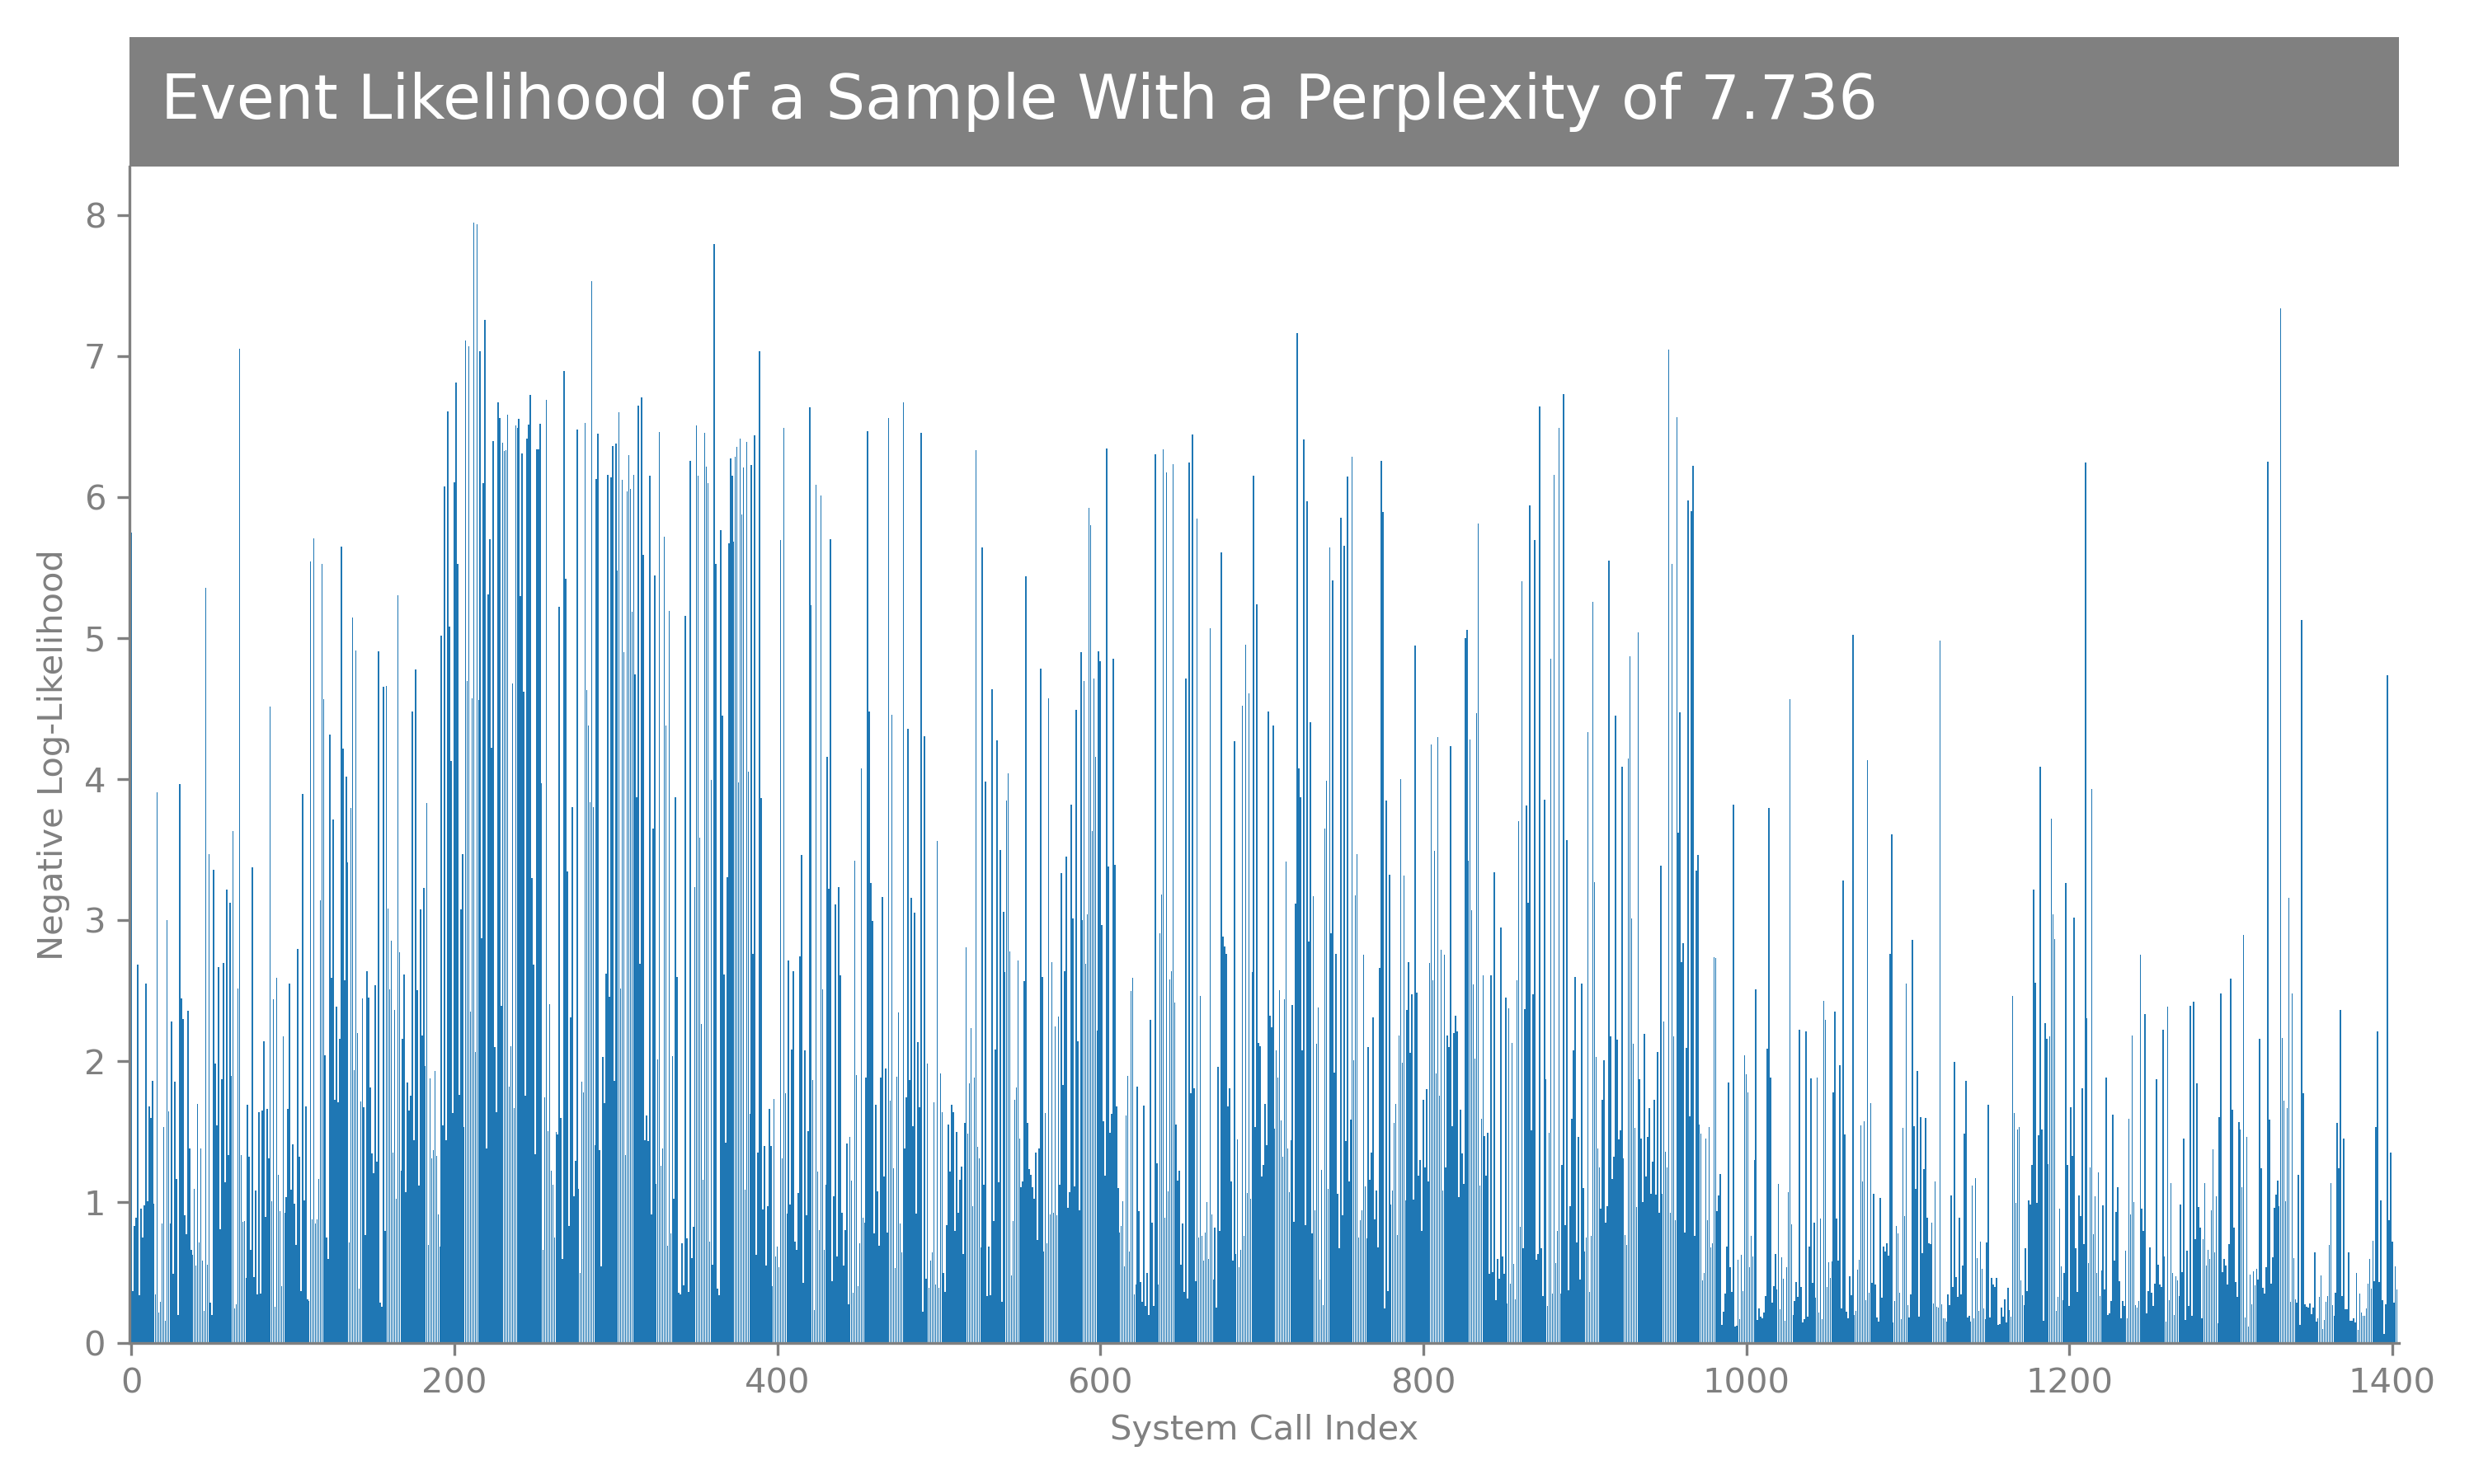 Event Likelihood of a Sample With a Perplexity of 7.736
8
7
6
5
4
3
2
1
0
Negative Log-Likelihood
0 200 400 600 800 1000 1200 1400
System Call Index